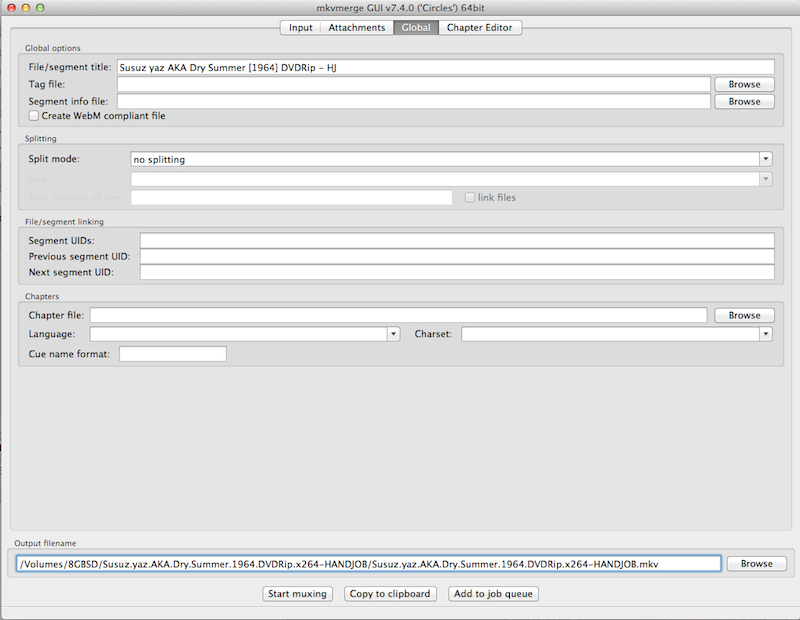 mkvmerge GUI v7.4.0 ('Circles') 64bit
Input Attachments Global Chapter Editor
Global options
File/segment title: Susuz yaz AKA Dry Summer [1964] DVDRip - HJ
Tag file: Browse
Segment info file: Browse
Create WebM compliant file
Splitting
Split mode: no splitting
Size:
Max. number of files: link files
File/segment linking
Segment UIDs:
Previous segment UID:
Next segment UID:
Chapters
Chapter file: Browse
Language: Charset:
Cue name format:
Output filename
/Volumes/8GBSD/Susuz.yaz.AKA.Dry.Summer.1964.DVDRip.x264-HANDJOB/Susuz.yaz.AKA.Dry.Summer.1964.DVDRip.x264-HANDJOB.mkv Browse
Start muxing Copy to clipboard Add to job queue